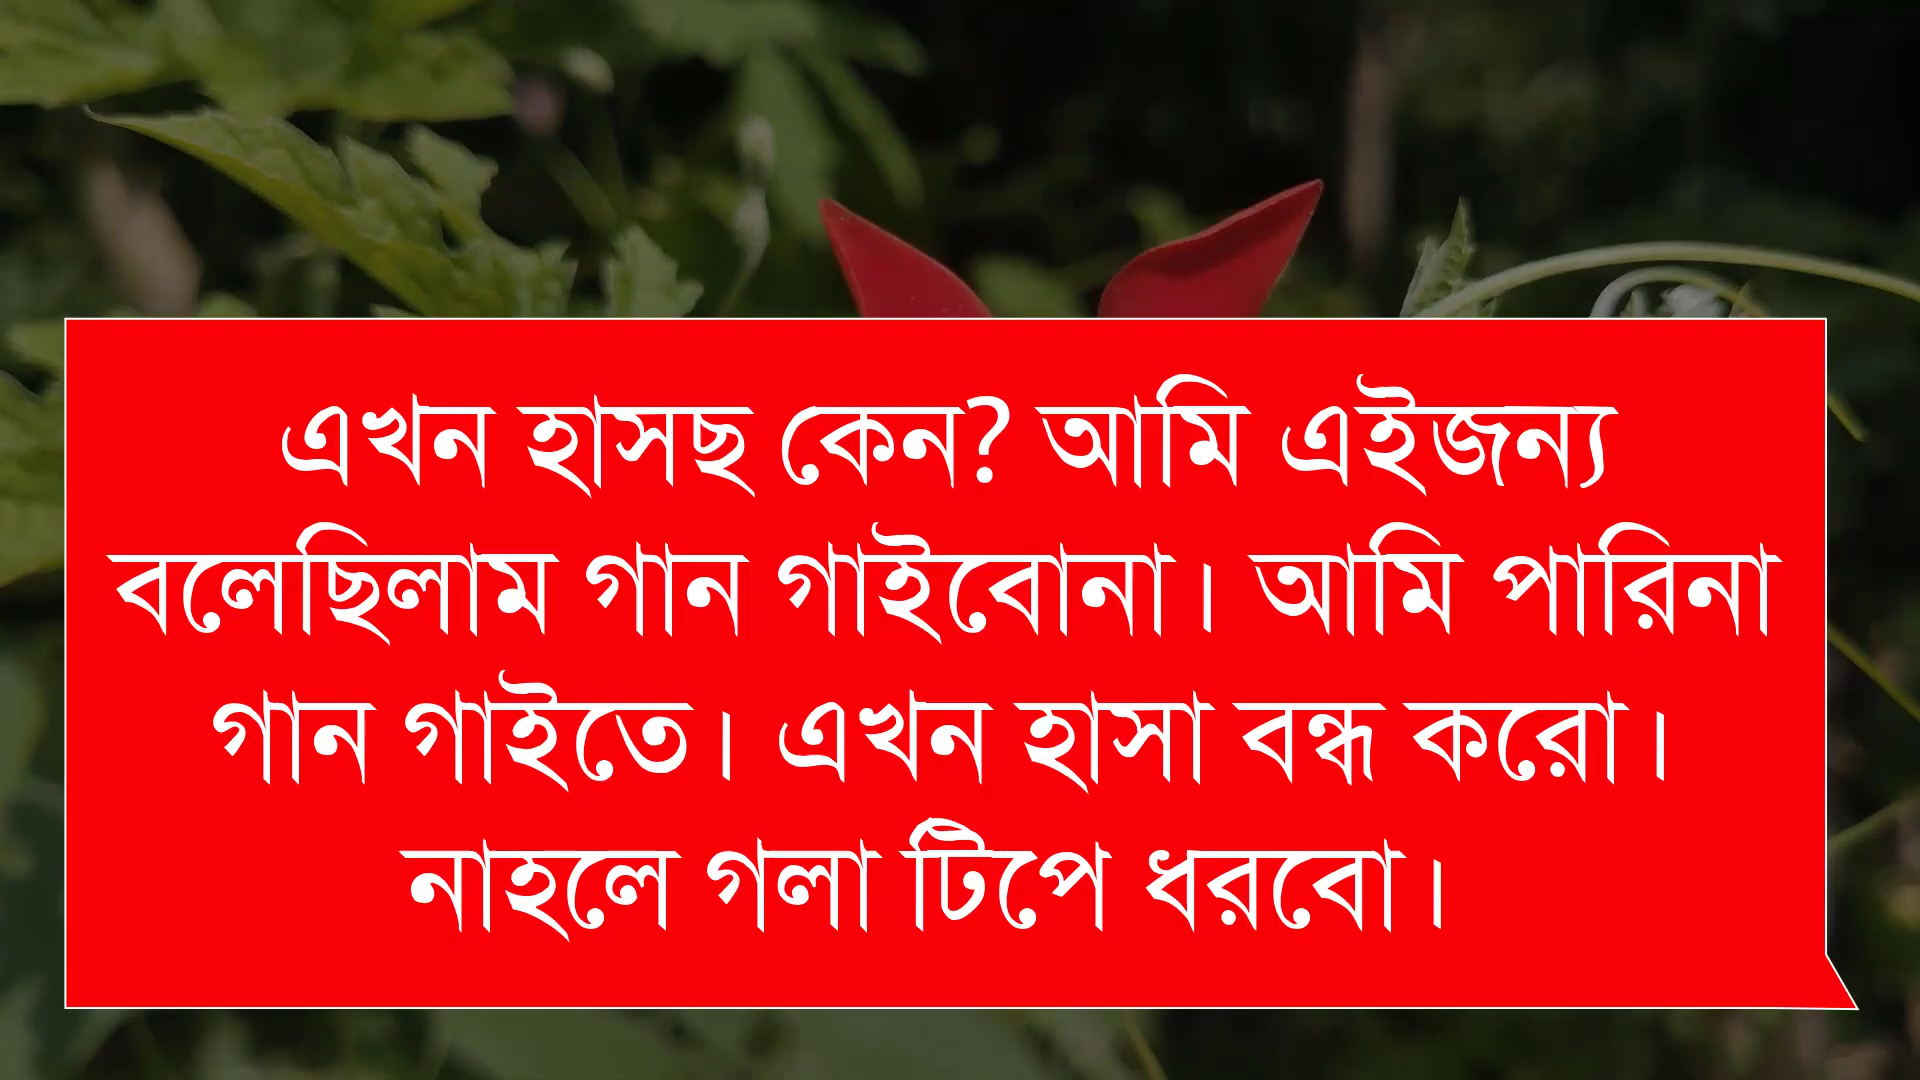 এখন হাসছ কেন? আমি এইজন্য
বলেছিলাম গান গাইবোনা। আমি পারিনা
গান গাইতে। এখন হাসা বন্ধ করো।
নাহলে গলা টিপে ধরবো।